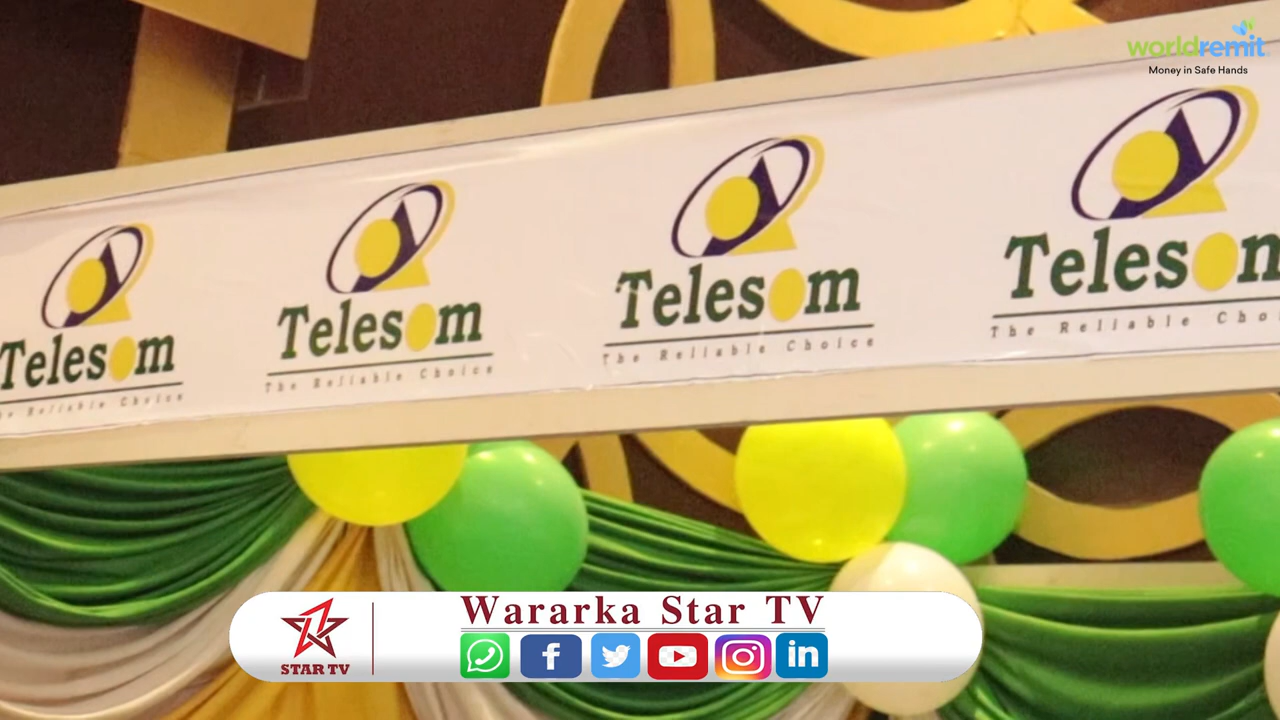 worldremit
Money in Safe Hands
Telesom
The Reliable Choice
Telesom
The Reliable Choice
Telesom
The Reliable Choice
Telesom
The Reliable Cho
Wararka Star TV
STAR TV